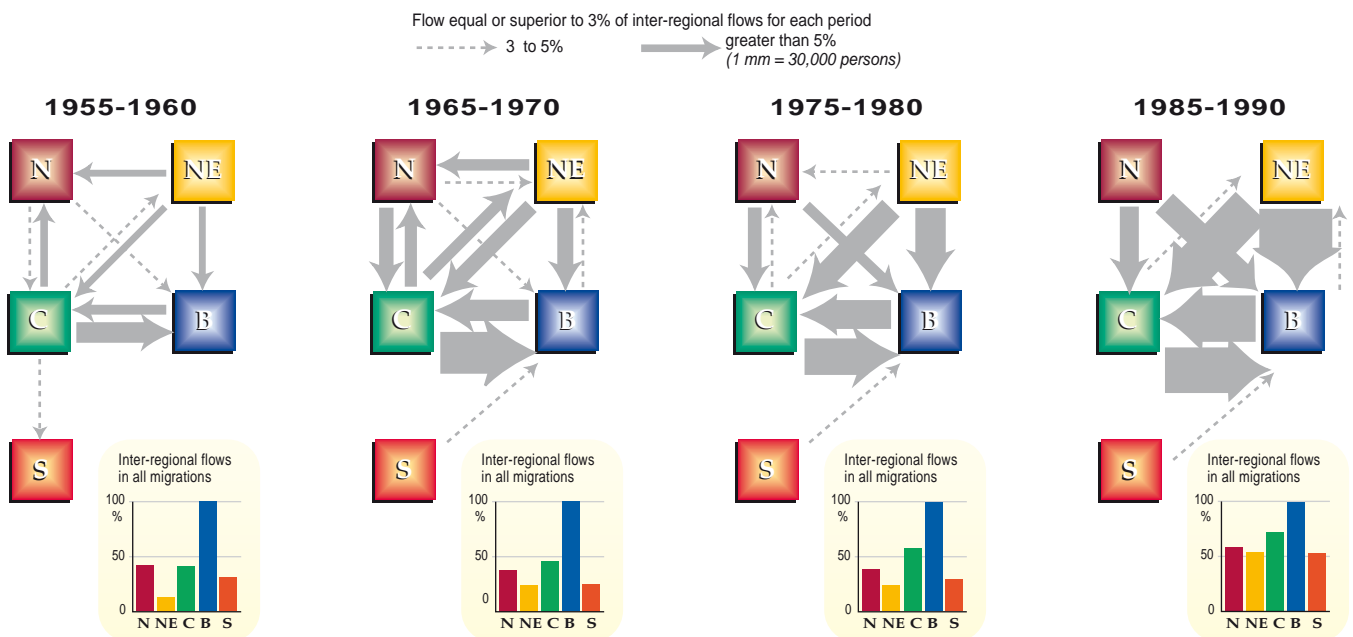 Flow equal or superior to 3% of inter-regional flows for each period
3 to 5%
greater than 5%
(1 mm = 30,000 persons)
1955-1960
N
NE
C
B
S
Inter-regional flows
in all migrations
100
%
50
0
N NE C B S
1965-1970
N
NE
C
B
S
Inter-regional flows
in all migrations
100
%
50
0
N NE C B S
1975-1980
N
NE
C
B
S
Inter-regional flows
in all migrations
100
%
50
0
N NE C B S
1985-1990
N
NE
C
B
S
Inter-regional flows
in all migrations
100
%
50
0
N NE C B S